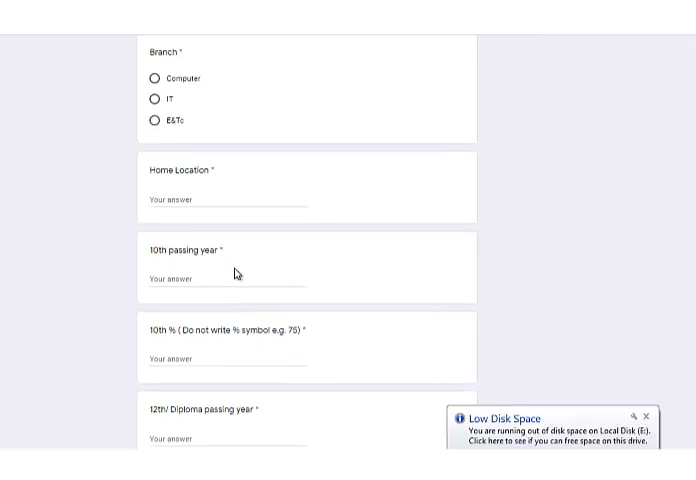 Branch *
Computer
IT
E&Tc
Home Location *
Your answer
10th passing year *
Your answer
10th % ( Do not write % symbol e.g. 75) *
Your answer
12th/ Diploma passing year *
Your answer
Low Disk Space
You are running out of disk space on Local Disk (E:).
Click here to see if you can free space on this drive.